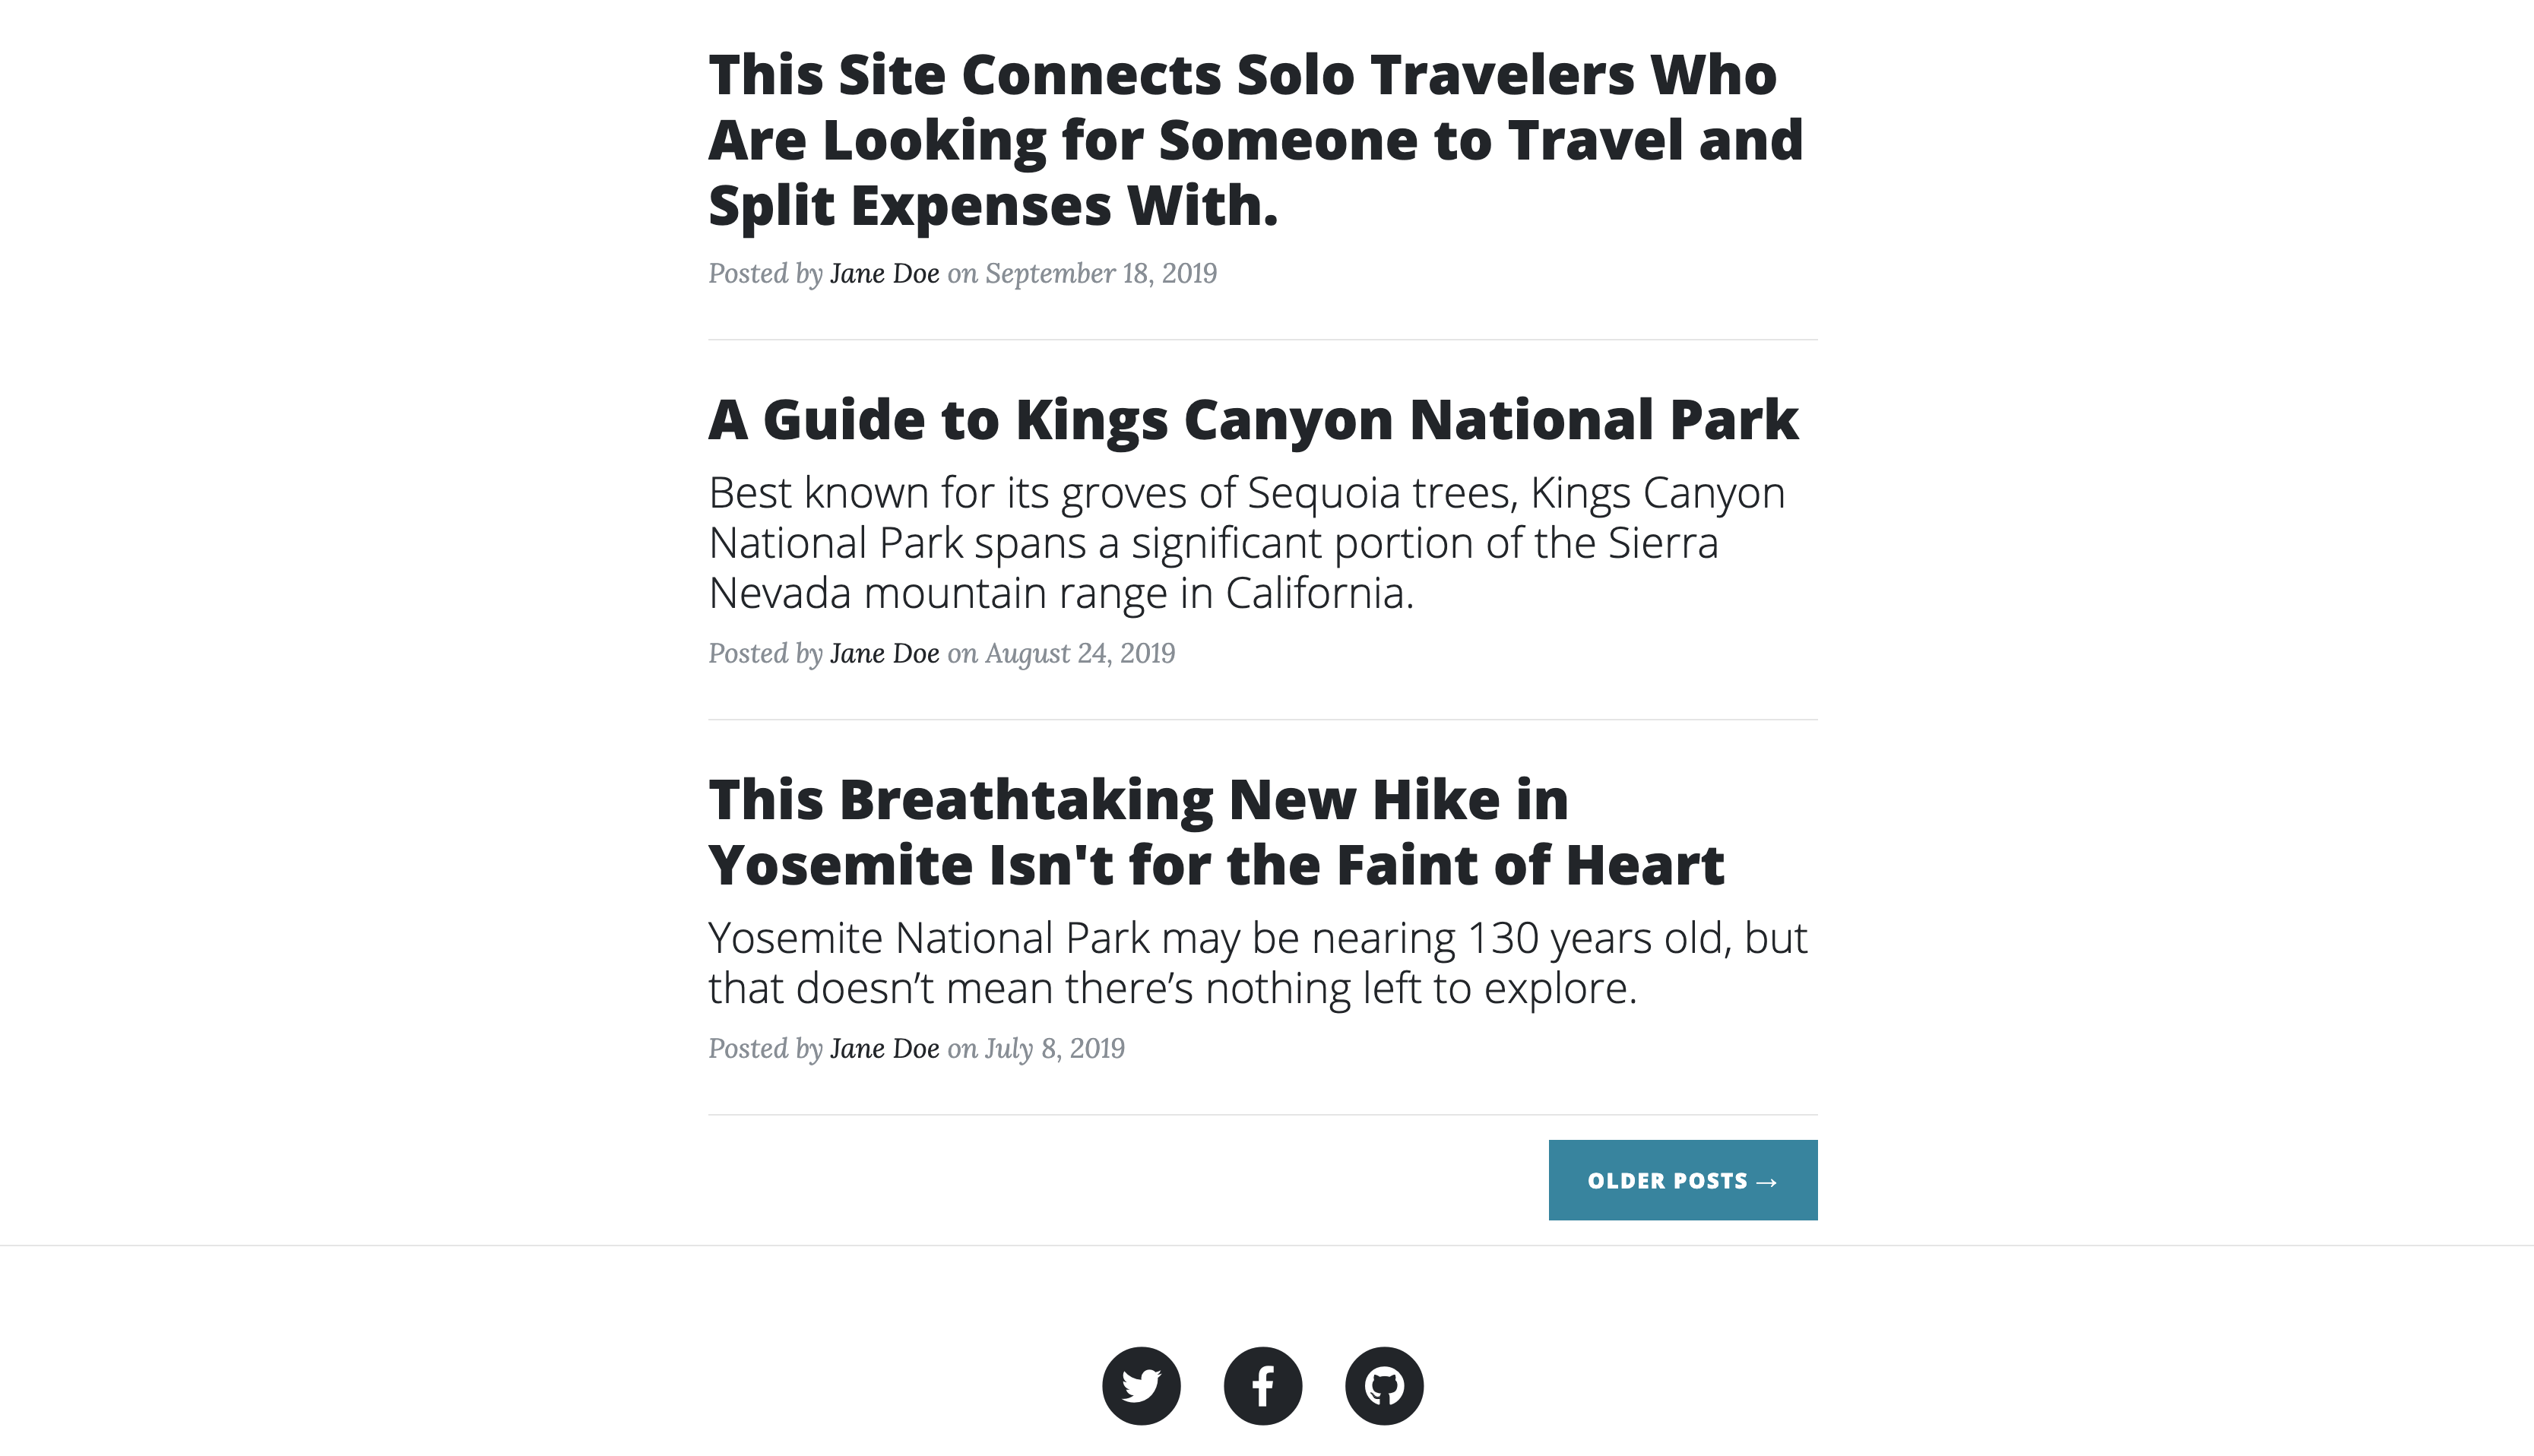 This Site Connects Solo Travelers Who
Are Looking for Someone to Travel and
Split Expenses With.
Posted by Jane Doe on September 18, 2019
A Guide to Kings Canyon National Park
Best known for its groves of Sequoia trees, Kings Canyon
National Park spans a significant portion of the Sierra
Nevada mountain range in California.
Posted by Jane Doe on August 24, 2019
This Breathtaking New Hike in
Yosemite Isn't for the Faint of Heart
Yosemite National Park may be nearing 130 years old, but
that doesn’t mean there’s nothing left to explore.
Posted by Jane Doe on July 8, 2019
OLDER POSTS →